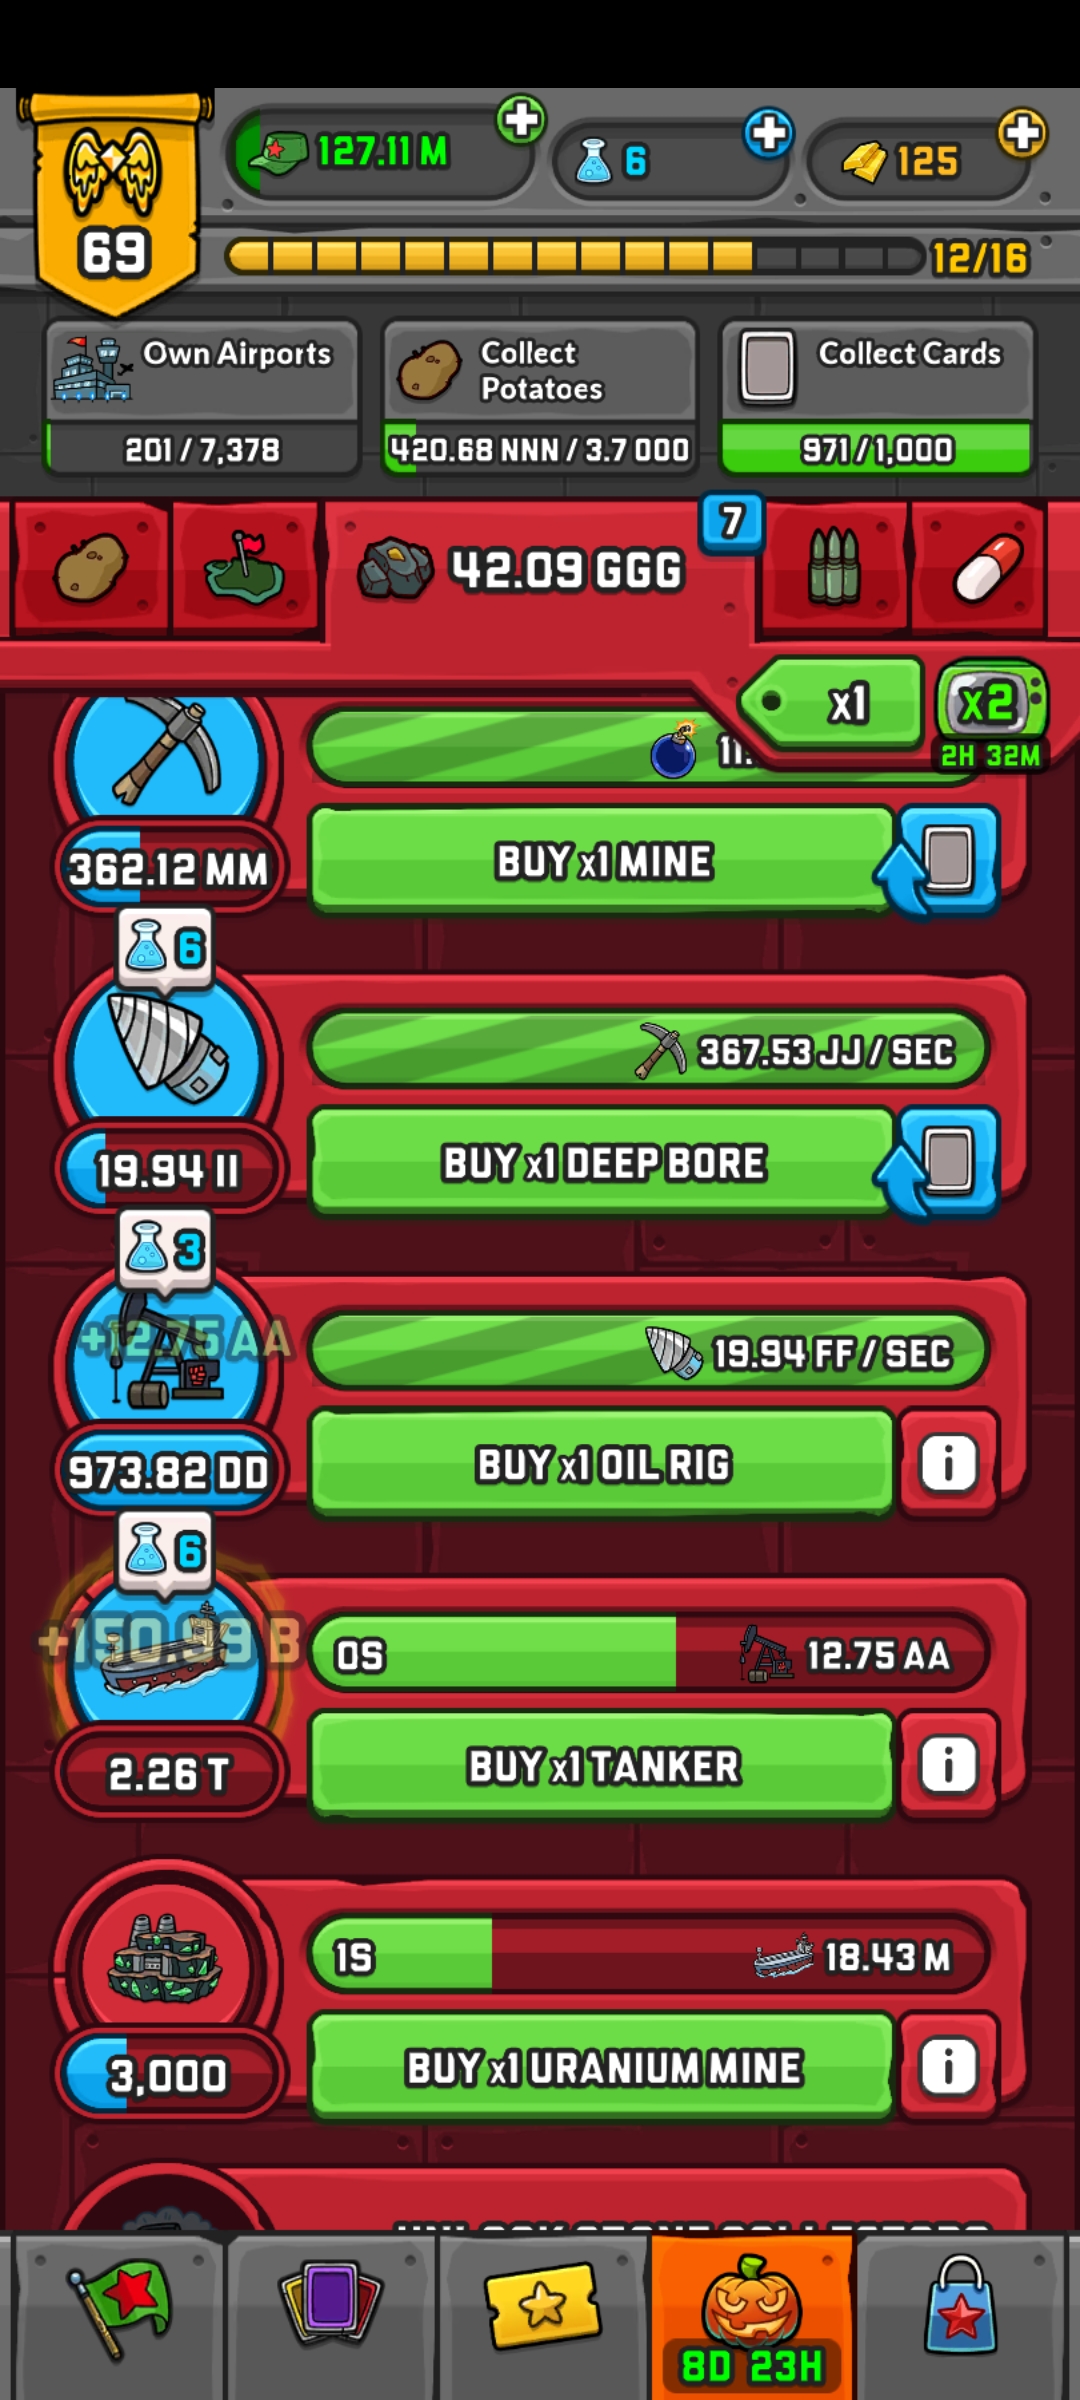 127.11 M
6
125
69
12/16
Own Airports
Collect
Potatoes
Collect Cards
201 / 7,378
420.68 NNN / 3.7 OOO
971 / 1,000
7
42.09 GGG
x1
x2
2H 32M
11.
362.12 MM
BUY x1 MINE
6
367.53 JJ / SEC
19.94 II
BUY x1 DEEP BORE
3
+12.75 AA
19.94 FF / SEC
973.82 DD
BUY x1 OIL RIG
6
+150.99 B
0S
12.75 AA
2.26 T
BUY x1 TANKER
1S
18.43 M
3,000
BUY x1 URANIUM MINE
8D 23H